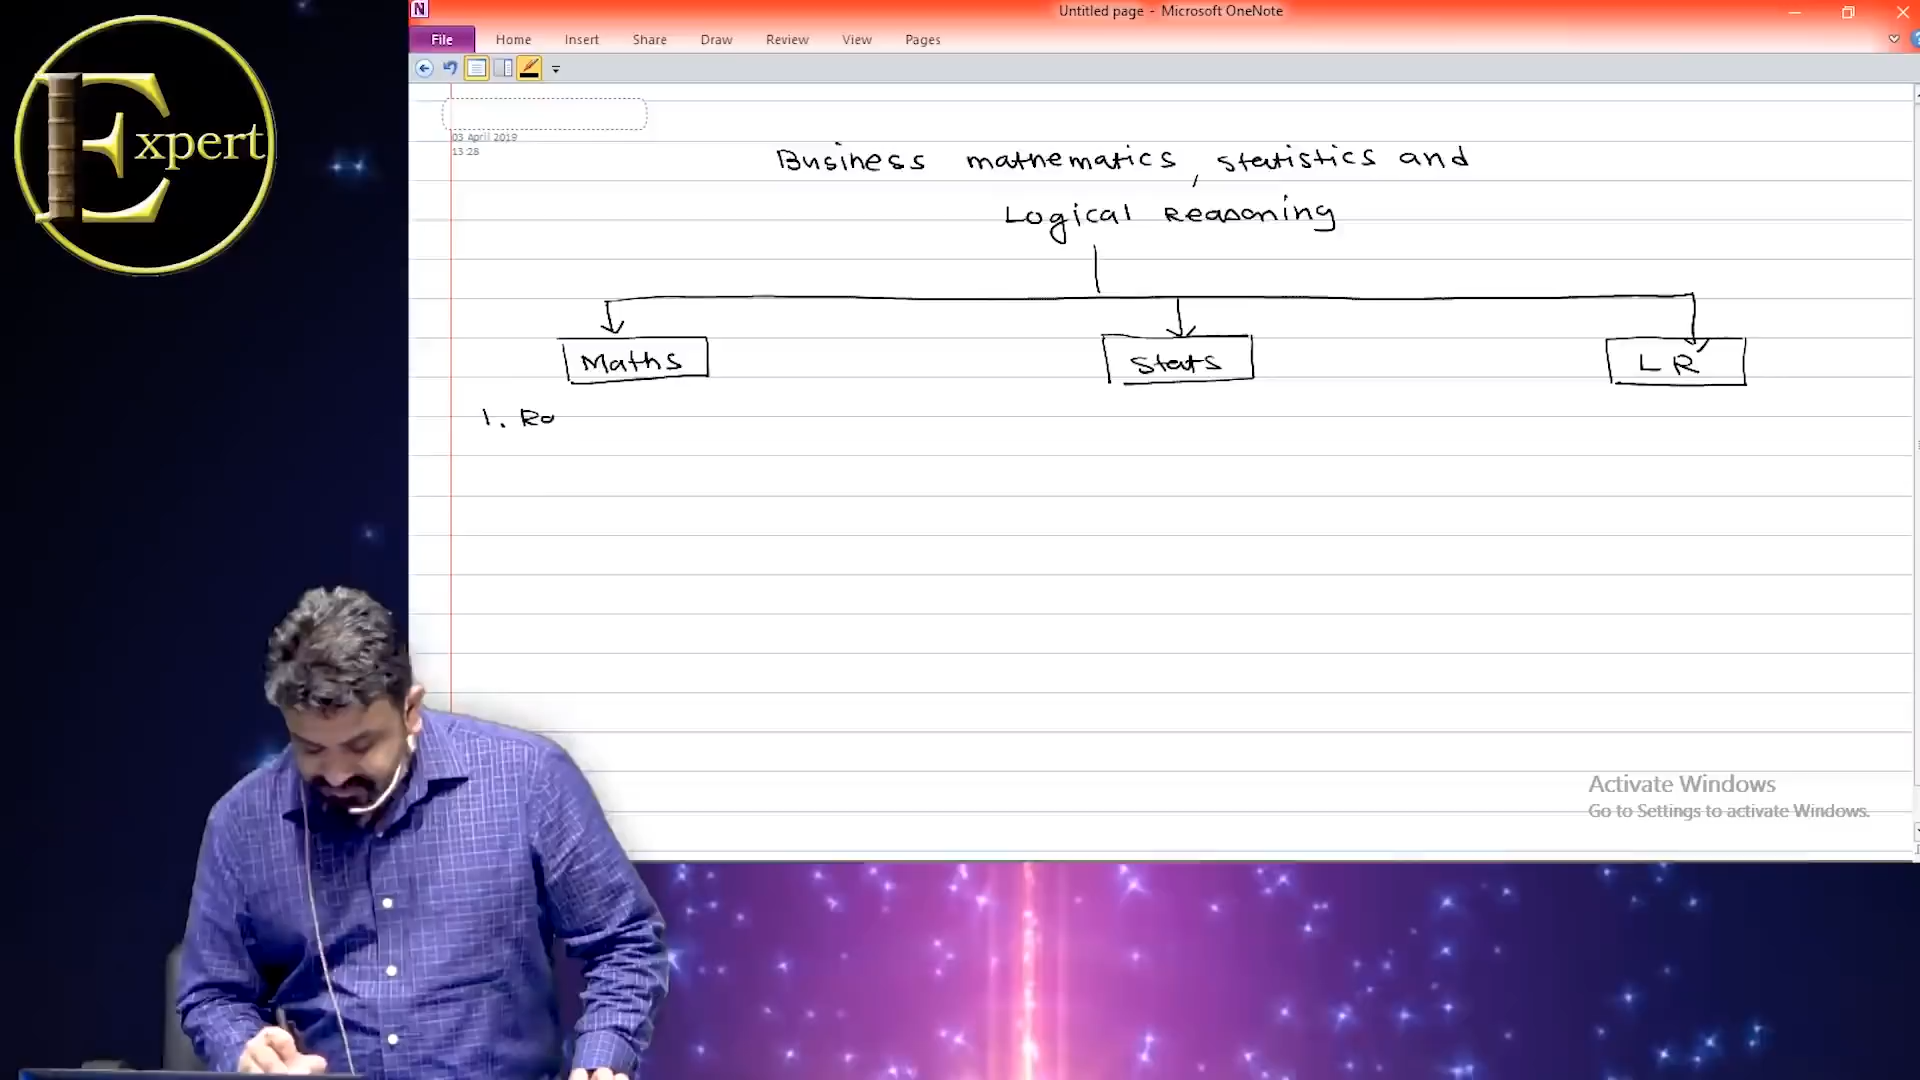 Expert
Untitled page - Microsoft OneNote
File Home Insert Share Draw Review View Pages
03 April 2019
13:28
Business mathematics, statistics and
Logical Reasoning
Maths Stats LR
1. Ra
Activate Windows
Go to Settings to activate Windows.